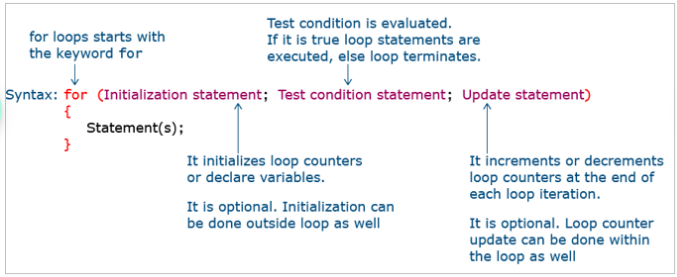 for loops starts with
the keyword for
Test condition is evaluated.
If it is true loop statements are
executed, else loop terminates.
Syntax: for (Initialization statement; Test condition statement; Update statement)
{
Statement(s);
}
It initializes loop counters
or declare variables.
It is optional. Initialization can
be done outside loop as well
It increments or decrements
loop counters at the end of
each loop iteration.
It is optional. Loop counter
update can be done within
the loop as well